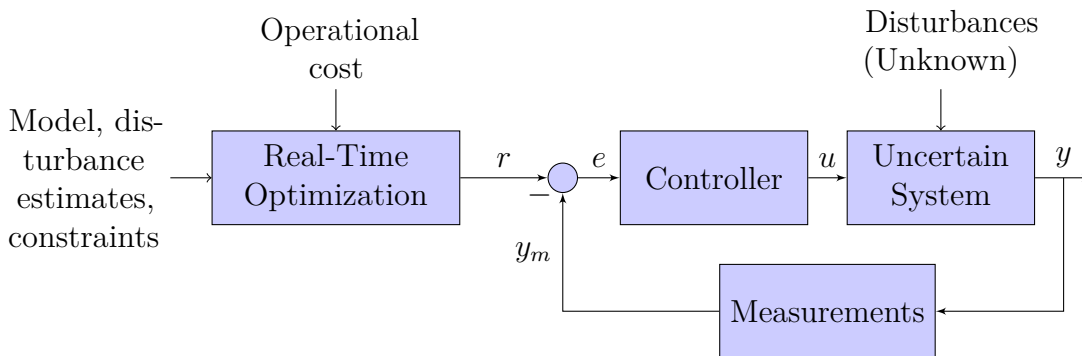 Operational
cost
Disturbances
(Unknown)
Model, dis-
turbance
estimates,
constraints
Real-Time
Optimization
r
−
e
Controller
u
Uncertain
System
y
y_m
Measurements